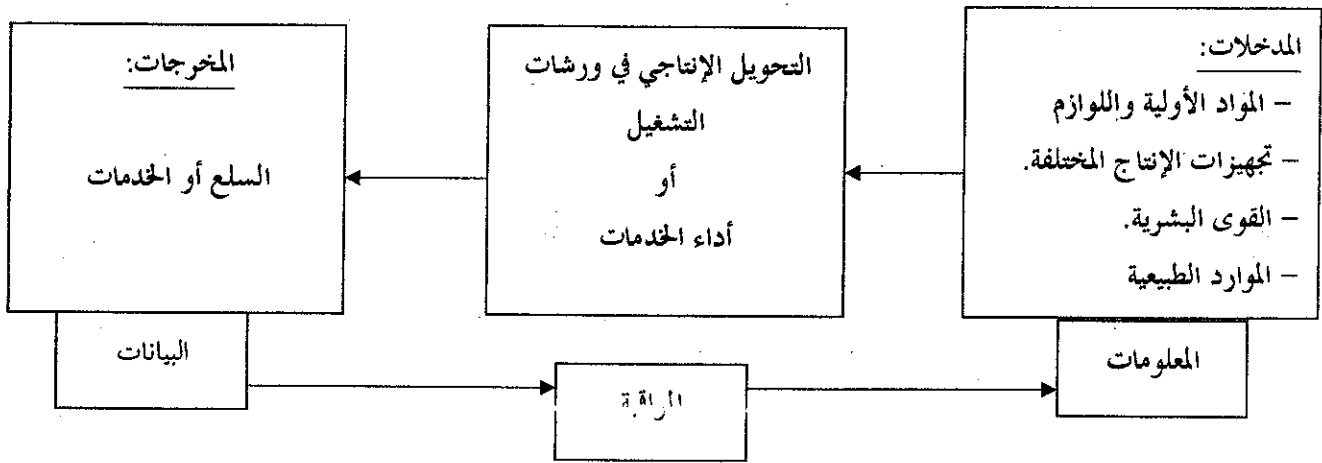 المدخلات:
– المواد الأولية واللوازم
– تجهيزات الإنتاج المختلفة.
– القوى البشرية.
– الموارد الطبيعية
التحويل الإنتاجي في ورشات
التشغيل
أو
أداء الخدمات
المخرجات:
السلع أو الخدمات
المعلومات
المراقبة
البيانات